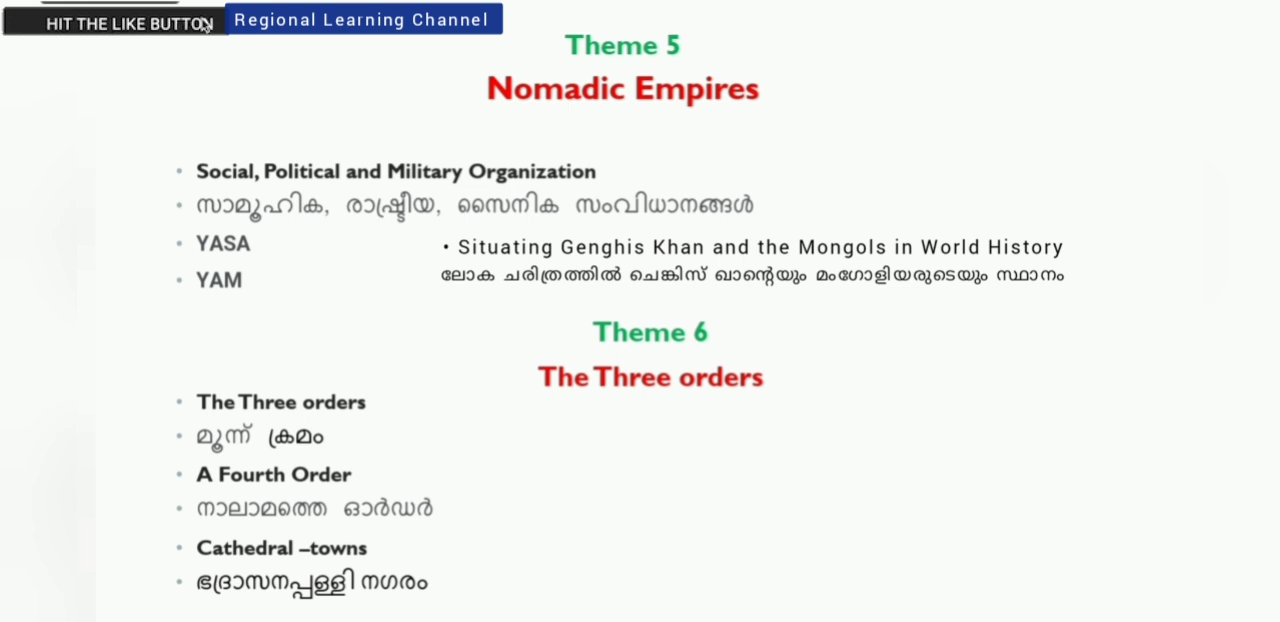 HIT THE LIKE BUTTON
Regional Learning Channel
Theme 5
Nomadic Empires
• Social, Political and Military Organization
• സാമൂഹിക, രാഷ്ട്രീയ, സൈനിക സംവിധാനങ്ങൾ
• YASA
• YAM
• Situating Genghis Khan and the Mongols in World History
ലോക ചരിത്രത്തിൽ ചെങ്കിസ് ഖാന്റെയും മംഗോളിയരുടെയും സ്ഥാനം
Theme 6
The Three orders
• The Three orders
• മൂന്ന് ക്രമം
• A Fourth Order
• നാലാമത്തെ ഓർഡർ
• Cathedral –towns
• ഭദ്രാസനപ്പള്ളി നഗരം